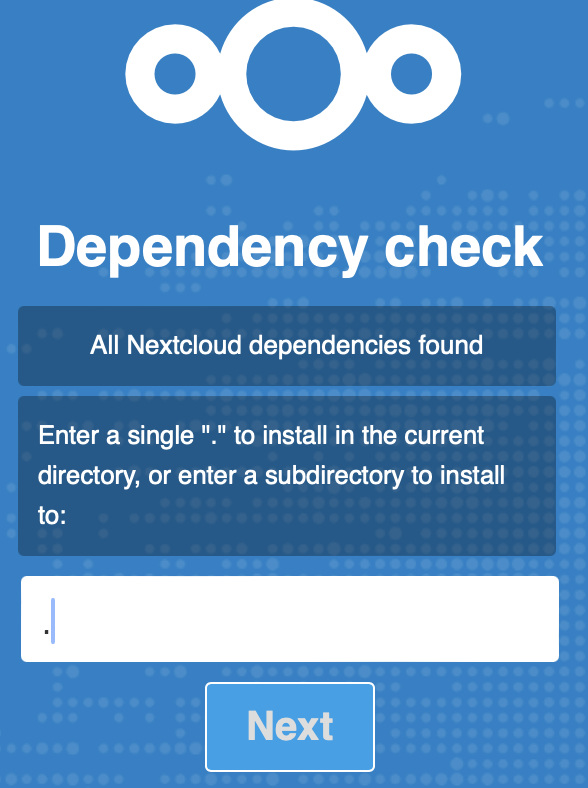 Dependency check
All Nextcloud dependencies found
Enter a single "." to install in the current
directory, or enter a subdirectory to install
to:
.
Next